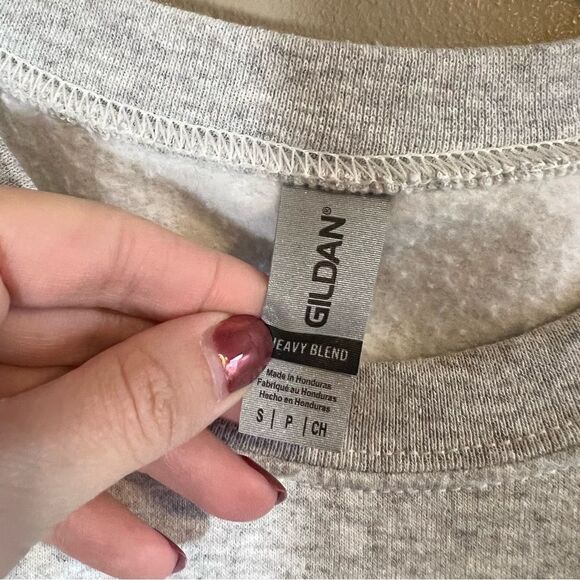 GILDAN®
HEAVY BLEND
Made in Honduras
Fabriqué au Honduras
Hecho en Honduras
S | P | CH